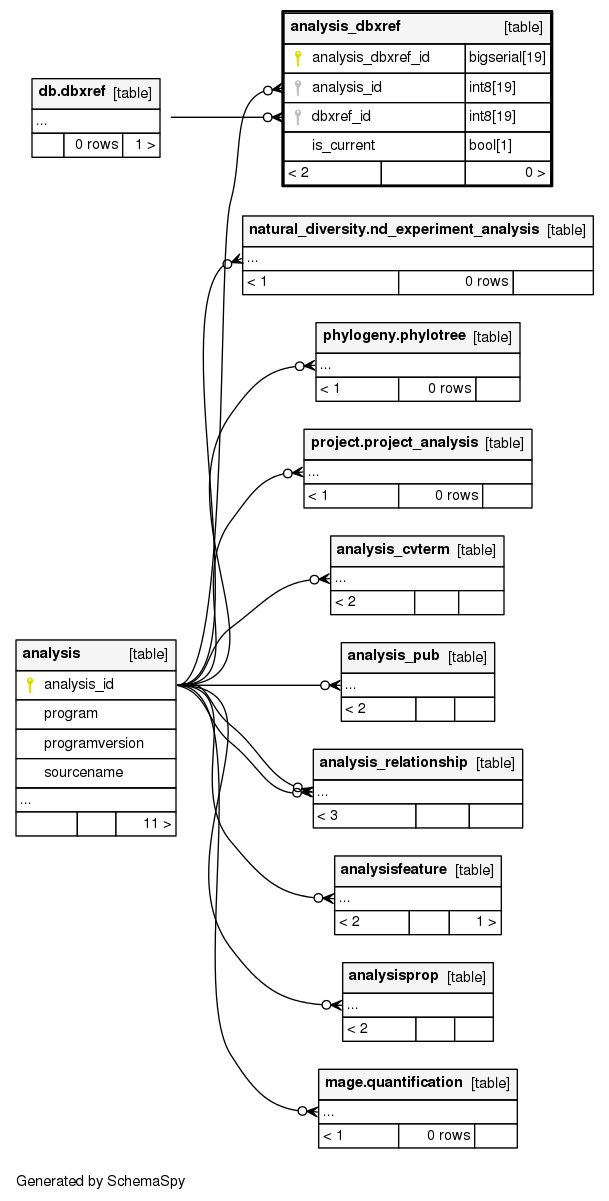 analysis_dbxref [table]
analysis_dbxref_id bigserial[19]
analysis_id int8[19]
dbxref_id int8[19]
is_current bool[1]
< 2 0 >
db.dbxref [table]
...
0 rows 1 >
natural_diversity.nd_experiment_analysis [table]
...
< 1 0 rows
phylogeny.phylotree [table]
...
< 1 0 rows
project.project_analysis [table]
...
< 1 0 rows
analysis_cvterm [table]
...
< 2
analysis [table]
analysis_id
program
programversion
sourcename
...
11 >
analysis_pub [table]
...
< 2
analysis_relationship [table]
...
< 3
analysisfeature [table]
...
< 2 1 >
analysisprop [table]
...
< 2
mage.quantification [table]
...
< 1 0 rows
Generated by SchemaSpy